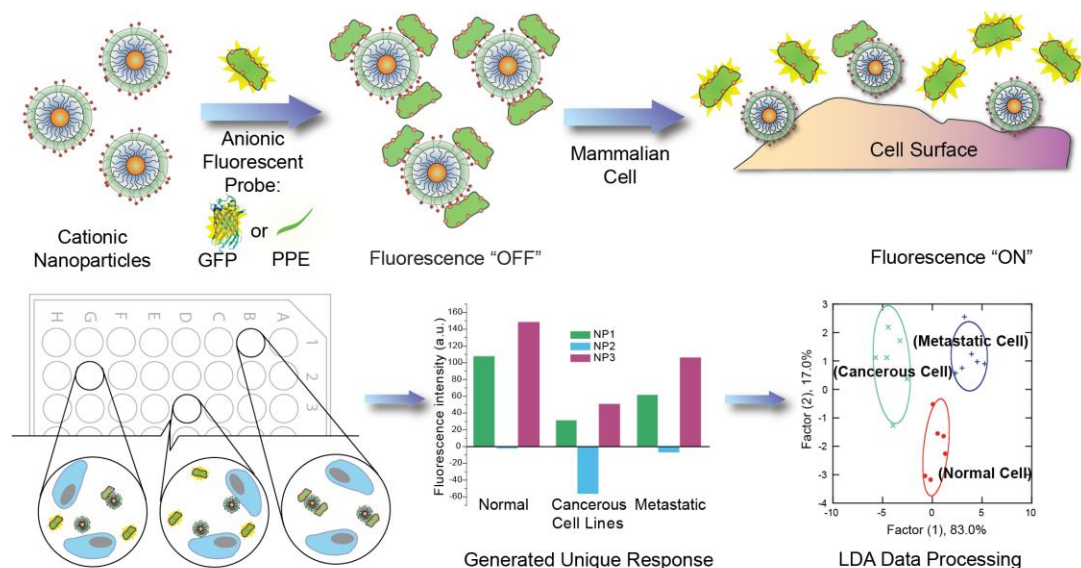 Anionic
Fluorescent
Probe:
GFP or PPE
Cationic
Nanoparticles
Fluorescence “OFF”
Mammalian
Cell
Cell Surface
Fluorescence “ON”
H G F E D C B A
1
2
3
Fluorescence intensity (a.u.)
160
140
120
100
80
60
40
20
0
-20
-40
-60
NP1
NP2
NP3
Normal Cancerous Metastatic
Cell Lines
Generated Unique Response
Factor (2), 17.0%
3
2
1
0
-1
-2
-3
-4
(Metastatic Cell)
(Cancerous Cell)
(Normal Cell)
-10 -5 0 5 10
Factor (1), 83.0%
LDA Data Processing